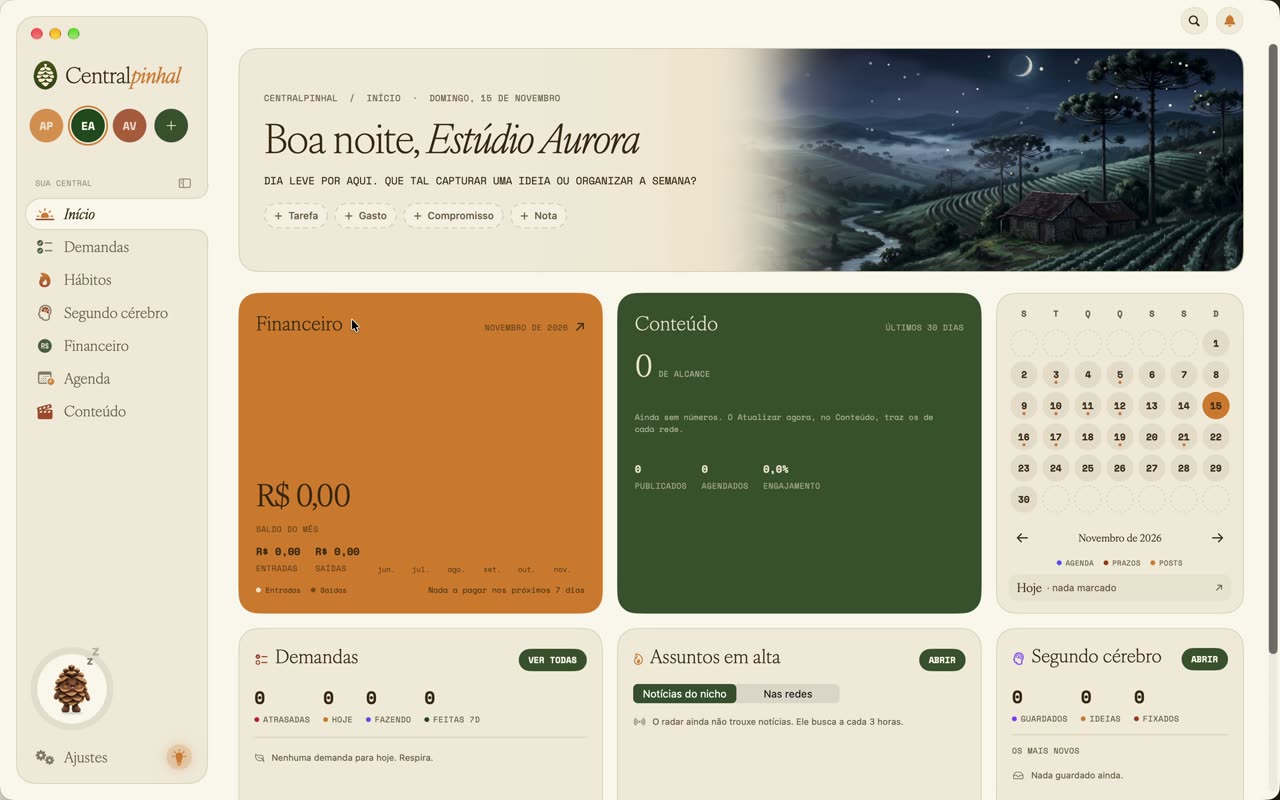 Centralpinhal
AP EA AV +
SUA CENTRAL
Início
Demandas
Hábitos
Segundo cérebro
R$ Financeiro
Agenda
Conteúdo
z
z
Ajustes
CENTRALPINHAL / INÍCIO · DOMINGO, 15 DE NOVEMBRO
Boa noite, Estúdio Aurora
DIA LEVE POR AQUI. QUE TAL CAPTURAR UMA IDEIA OU ORGANIZAR A SEMANA?
+ Tarefa + Gasto + Compromisso + Nota
Financeiro NOVEMBRO DE 2026
R$ 0,00
SALDO DO MÊS
R$ 0,00 R$ 0,00
ENTRADAS SAÍDAS jun. jul. ago. set. out. nov.
Entradas Saídas Nada a pagar nos próximos 7 dias
Conteúdo ÚLTIMOS 30 DIAS
0 DE ALCANCE
Ainda sem números. O Atualizar agora, no Conteúdo, traz os de
cada rede.
0 0 0,0%
PUBLICADOS AGENDADOS ENGAJAMENTO
S T Q Q S S D
1
2 3 4 5 6 7 8
9 10 11 12 13 14 15
16 17 18 19 20 21 22
23 24 25 26 27 28 29
30
← Novembro de 2026 →
AGENDA PRAZOS POSTS
Hoje · nada marcado
Demandas VER TODAS
0 0 0 0
ATRASADAS HOJE FAZENDO FEITAS 7D
Nenhuma demanda para hoje. Respira.
Assuntos em alta ABRIR
Notícias do nicho Nas redes
O radar ainda não trouxe notícias. Ele busca a cada 3 horas.
Segundo cérebro ABRIR
0 0 0
GUARDADOS IDEIAS FIXADOS
OS MAIS NOVOS
Nada guardado ainda.